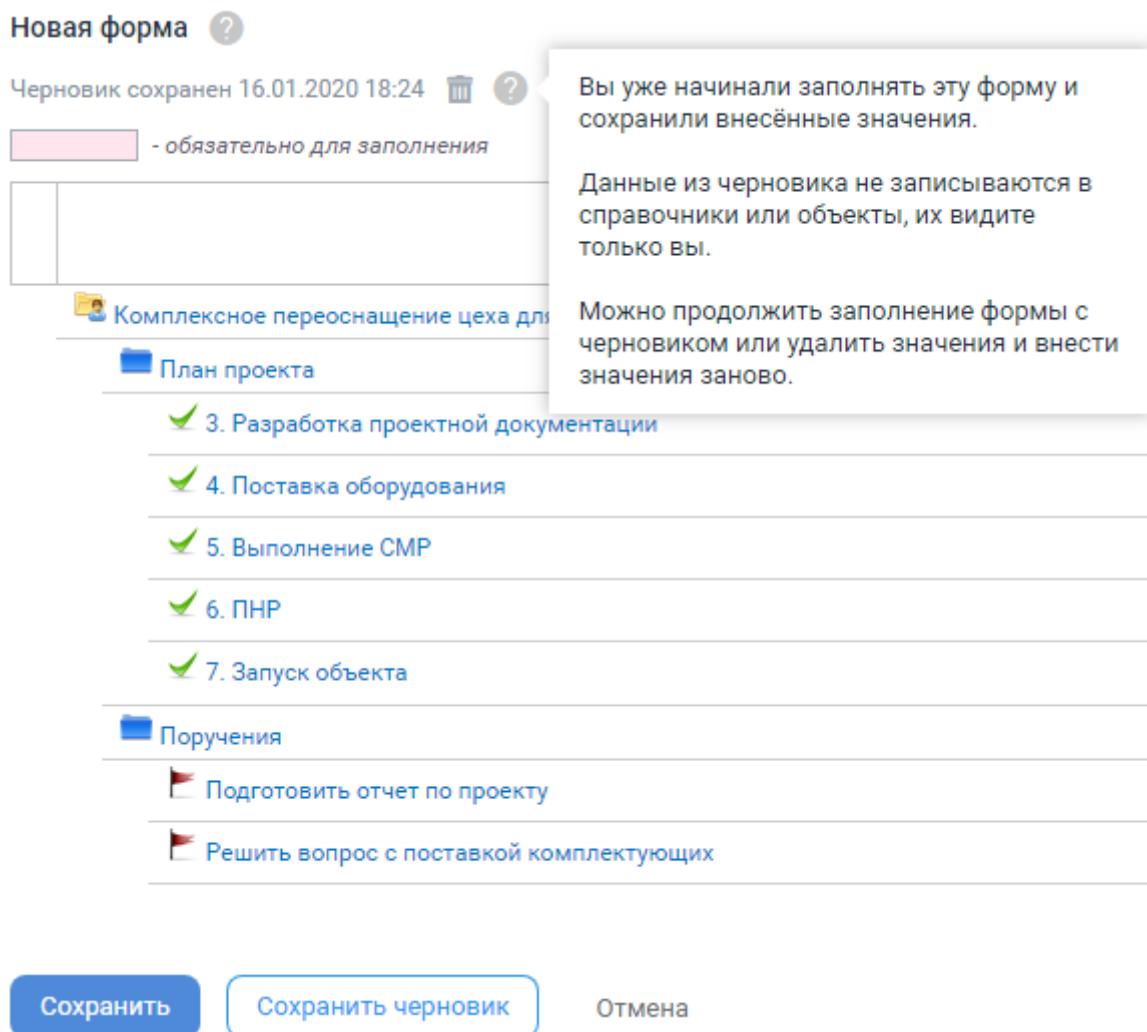 Новая форма ?
Черновик сохранен 16.01.2020 18:24 ?
- обязательно для заполнения
Вы уже начинали заполнять эту форму и
сохранили внесённые значения.
Данные из черновика не записываются в
справочники или объекты, их видите
только вы.
Можно продолжить заполнение формы с
черновиком или удалить значения и внести
значения заново.
Комплексное переоснащение цеха для
План проекта
3. Разработка проектной документации
4. Поставка оборудования
5. Выполнение СМР
6. ПНР
7. Запуск объекта
Поручения
Подготовить отчет по проекту
Решить вопрос с поставкой комплектующих
Сохранить
Сохранить черновик
Отмена